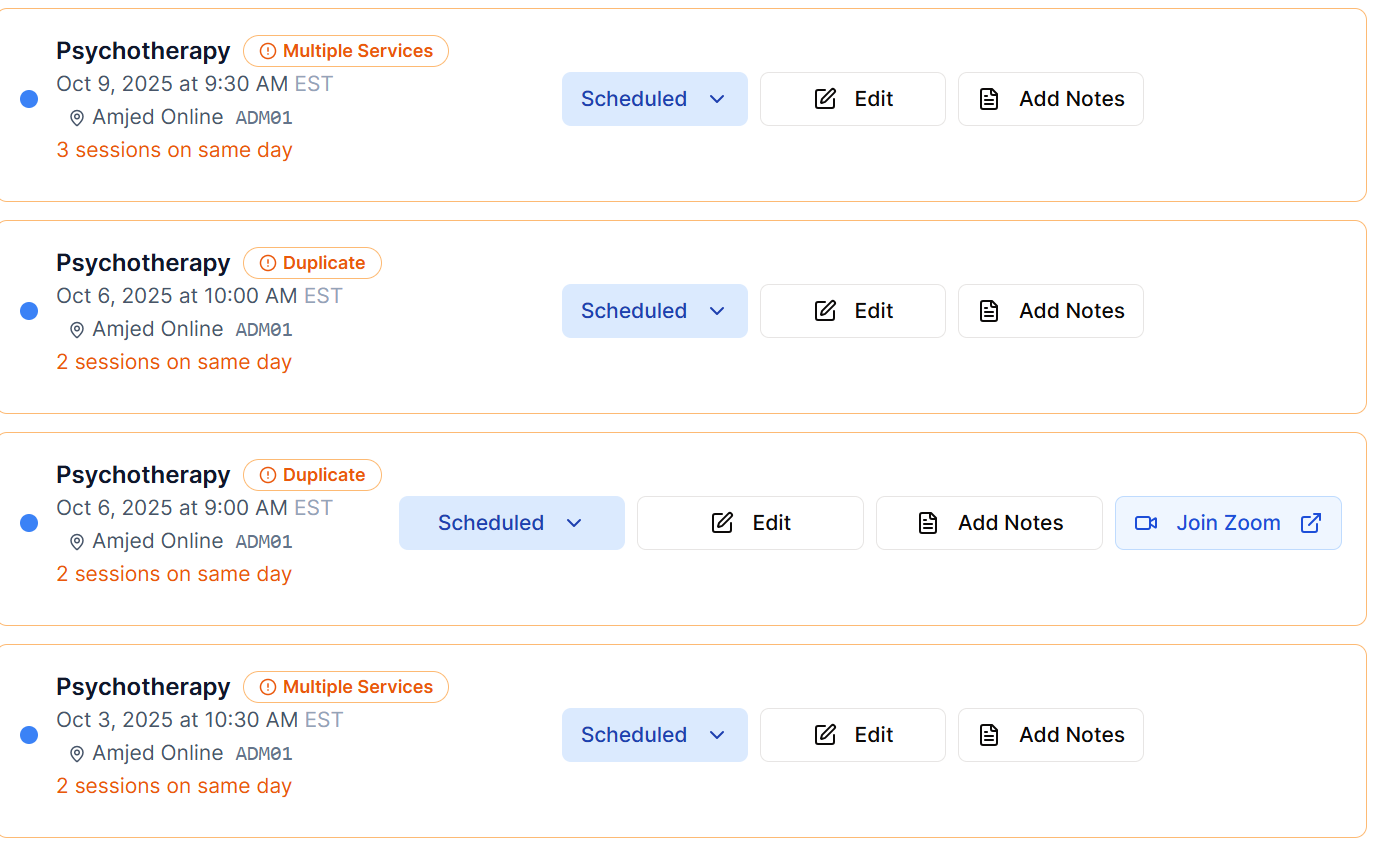 Psychotherapy Multiple Services
Oct 9, 2025 at 9:30 AM EST
Amjed Online ADM01
3 sessions on same day
Scheduled Edit Add Notes
Psychotherapy Duplicate
Oct 6, 2025 at 10:00 AM EST
Amjed Online ADM01
2 sessions on same day
Scheduled Edit Add Notes
Psychotherapy Duplicate
Oct 6, 2025 at 9:00 AM EST
Amjed Online ADM01
2 sessions on same day
Scheduled Edit Add Notes Join Zoom
Psychotherapy Multiple Services
Oct 3, 2025 at 10:30 AM EST
Amjed Online ADM01
2 sessions on same day
Scheduled Edit Add Notes